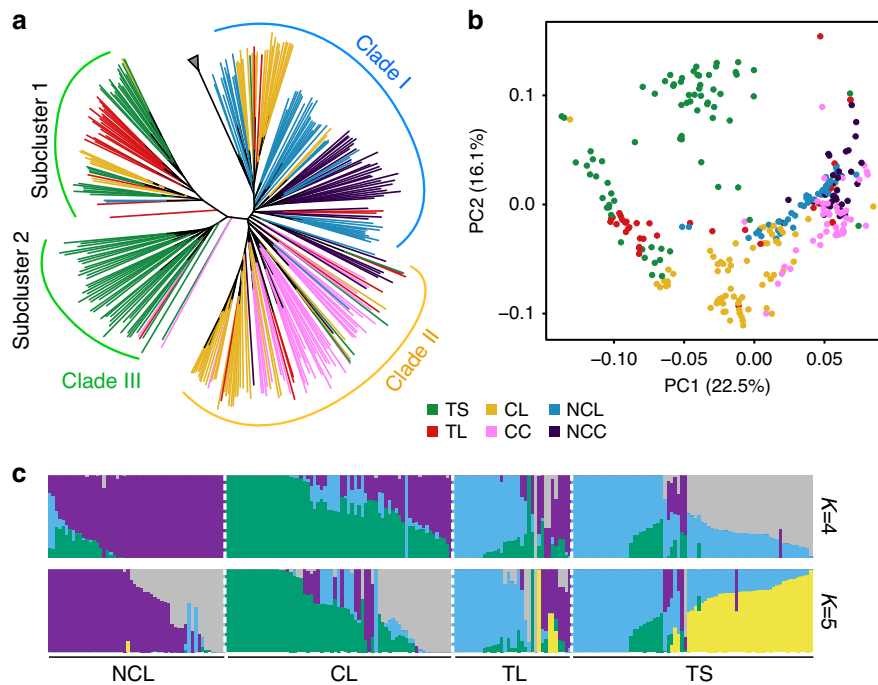 a
Clade I
Subcluster 1
Subcluster 2
Clade III
Clade II
b
PC2 (16.1%)
0.1
0.0
−0.1
−0.10
−0.05
0.00
0.05
PC1 (22.5%)
TS
CL
NCL
TL
CC
NCC
c
K=4
K=5
NCL
CL
TL
TS